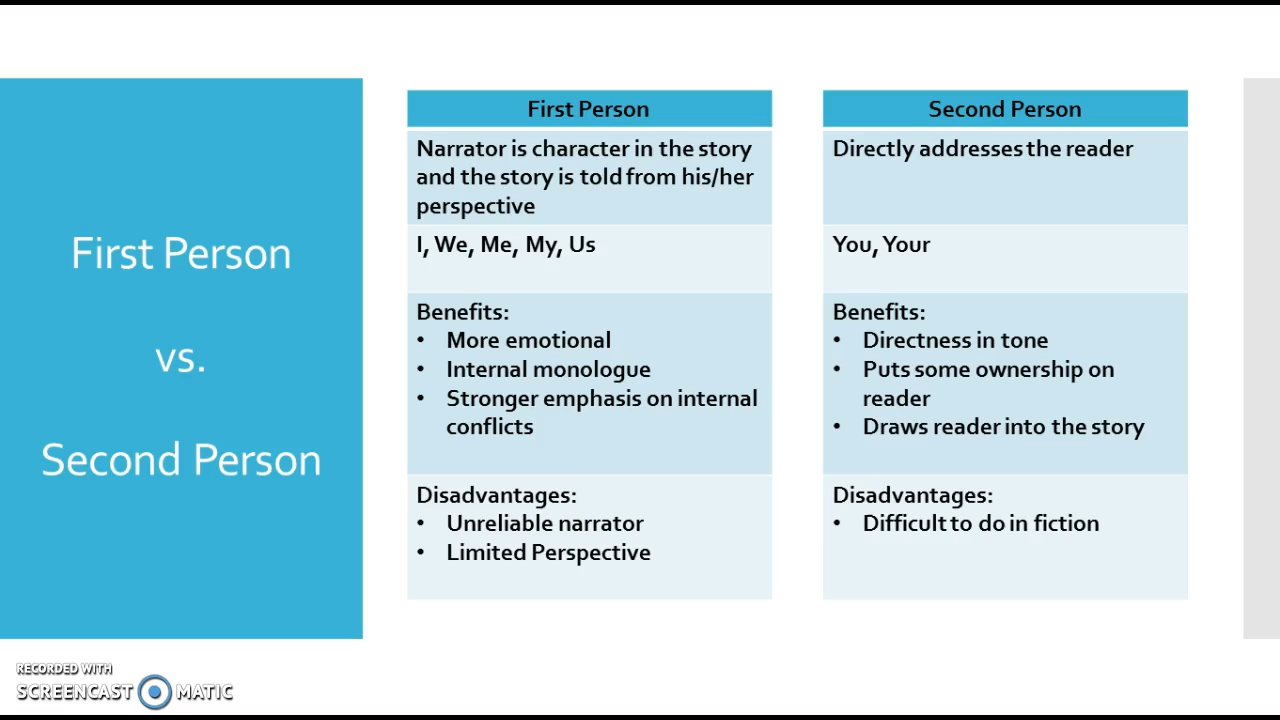 First Person
vs.
Second Person
First Person
Narrator is character in the story
and the story is told from his/her
perspective
I, We, Me, My, Us
Benefits:
• More emotional
• Internal monologue
• Stronger emphasis on internal
conflicts
Disadvantages:
• Unreliable narrator
• Limited Perspective
Second Person
Directly addresses the reader
You, Your
Benefits:
• Directness in tone
• Puts some ownership on
reader
• Draws reader into the story
Disadvantages:
• Difficult to do in fiction
RECORDED WITH
SCREENCAST MATIC